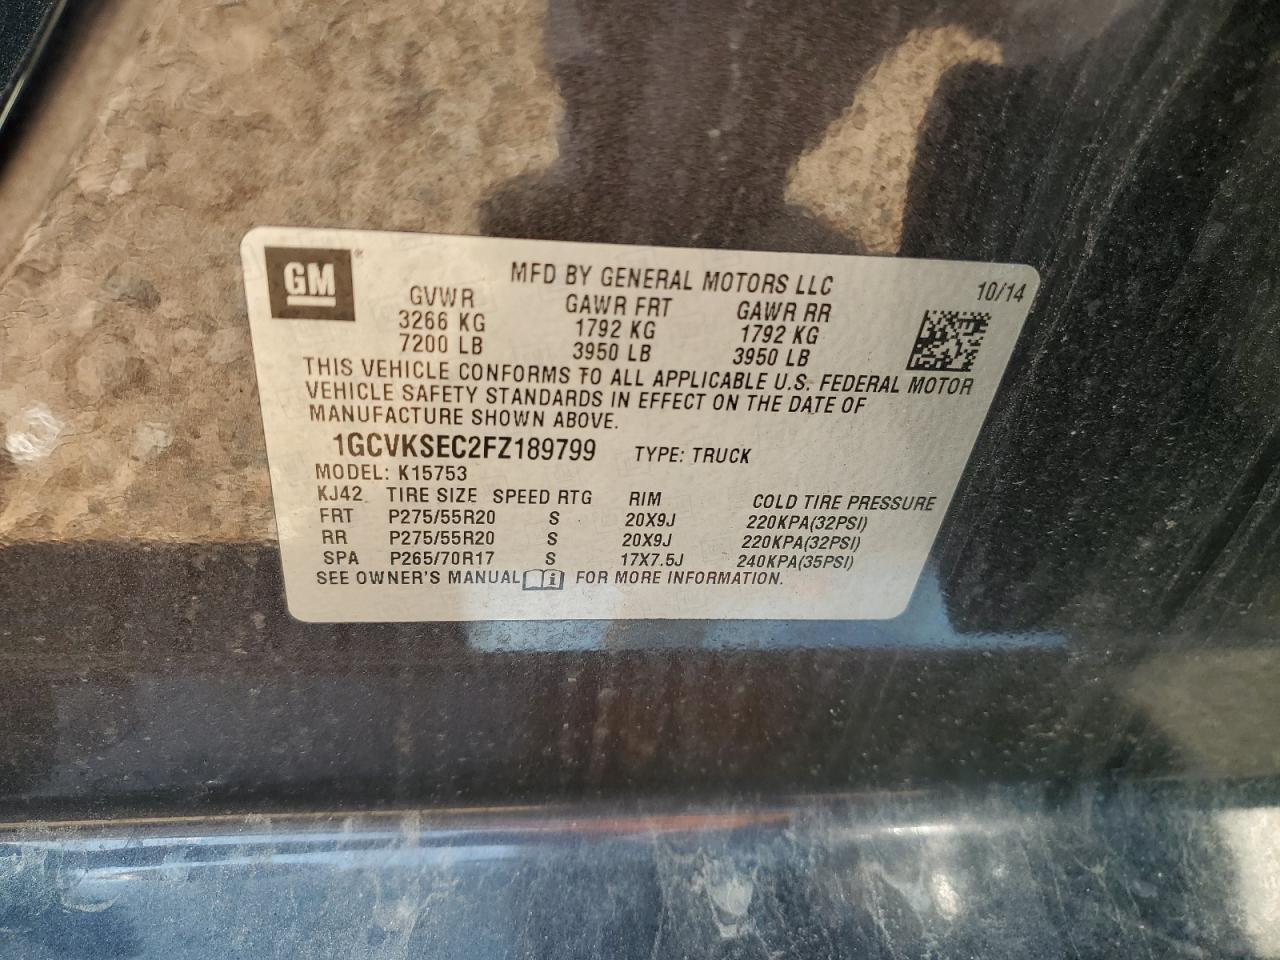 GM ®
MFD BY GENERAL MOTORS LLC 10/14
GVWR GAWR FRT GAWR RR
3266 KG 1792 KG 1792 KG
7200 LB 3950 LB 3950 LB
THIS VEHICLE CONFORMS TO ALL APPLICABLE U.S. FEDERAL MOTOR
VEHICLE SAFETY STANDARDS IN EFFECT ON THE DATE OF
MANUFACTURE SHOWN ABOVE.
1GCVKSEC2FZ189799 TYPE: TRUCK
MODEL: K15753
KJ42 TIRE SIZE SPEED RTG RIM COLD TIRE PRESSURE
FRT P275/55R20 S 20X9J 220KPA(32PSI)
RR P275/55R20 S 20X9J 220KPA(32PSI)
SPA P265/70R17 S 17X7.5J 240KPA(35PSI)
SEE OWNER'S MANUAL i FOR MORE INFORMATION.